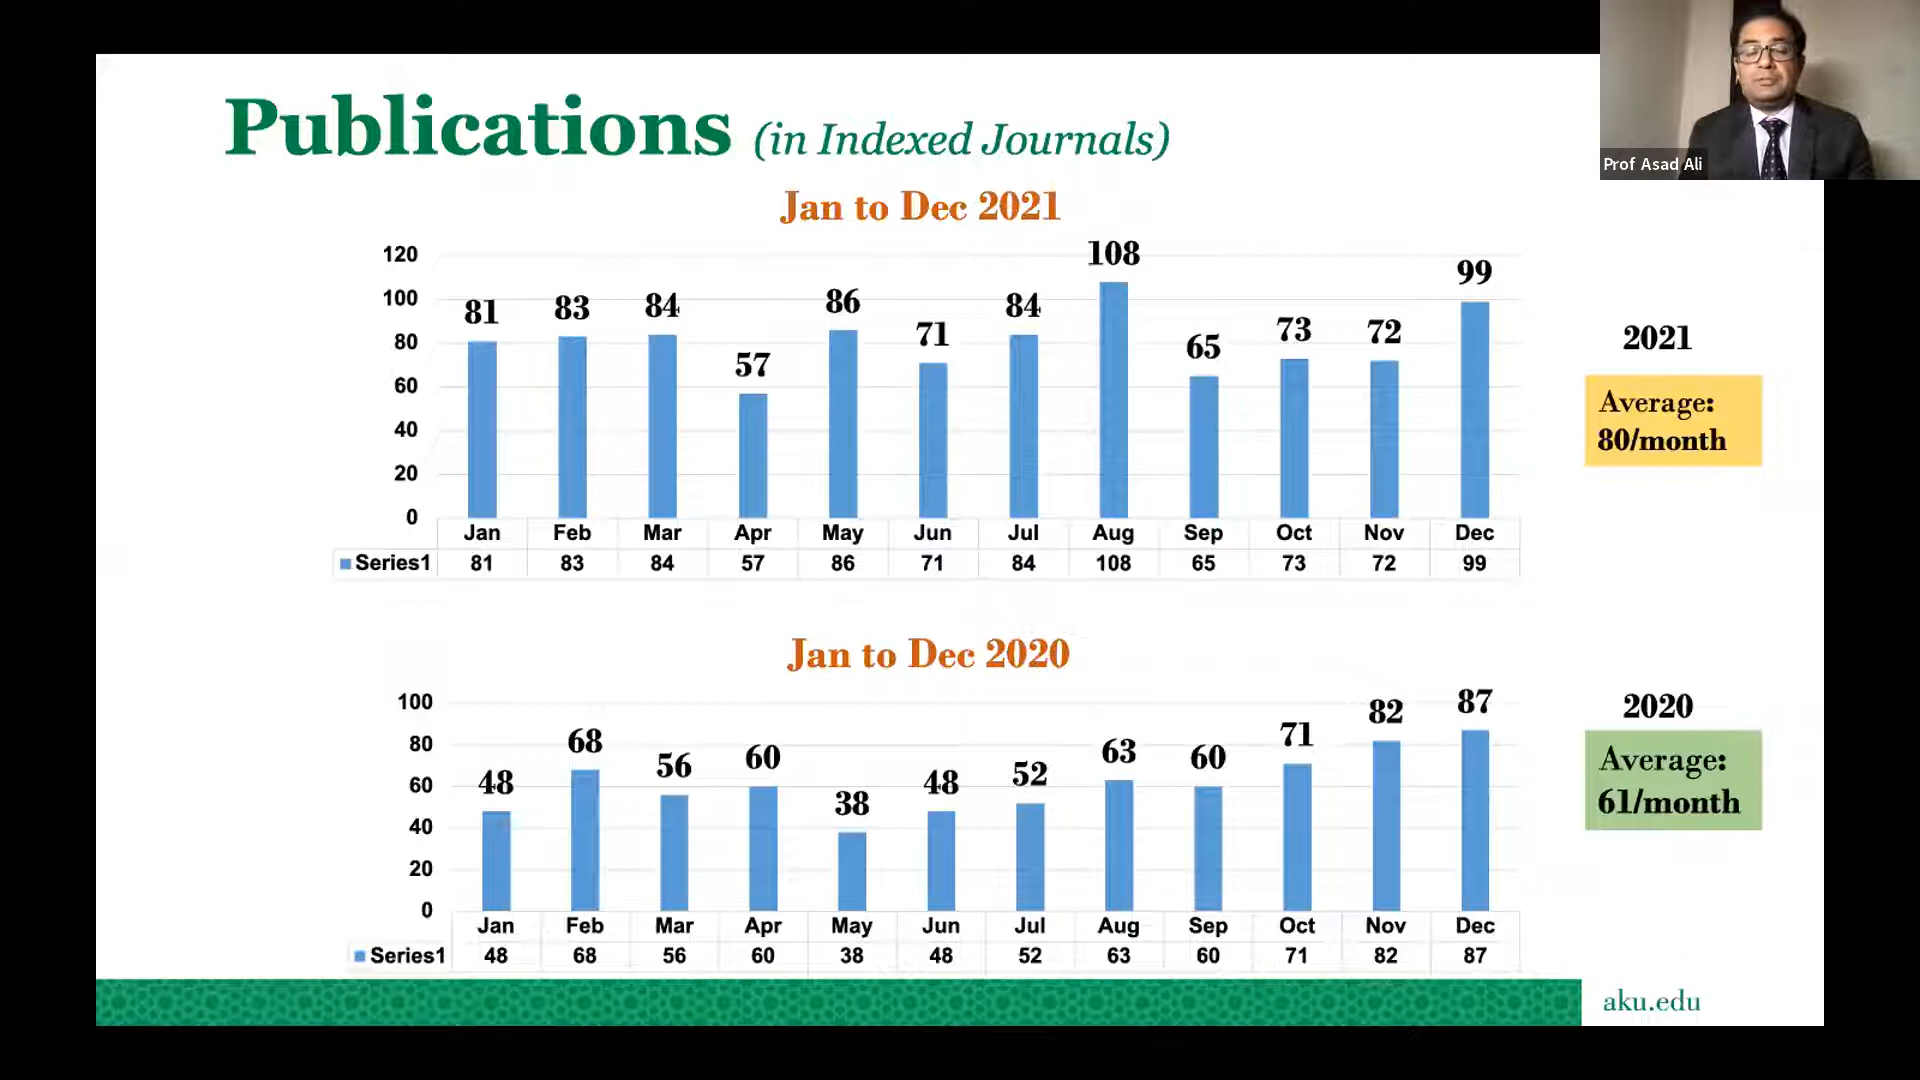 Prof Asad Ali
Publications (in Indexed Journals)
Jan to Dec 2021
120
100
80
60
40
20
0
81 83 84 57 86 71 84 108 65 73 72 99
Jan Feb Mar Apr May Jun Jul Aug Sep Oct Nov Dec
Series1 81 83 84 57 86 71 84 108 65 73 72 99
2021
Average:
80/month
Jan to Dec 2020
100
80
60
40
20
0
48 68 56 60 38 48 52 63 60 71 82 87
Jan Feb Mar Apr May Jun Jul Aug Sep Oct Nov Dec
Series1 48 68 56 60 38 48 52 63 60 71 82 87
2020
Average:
61/month
aku.edu